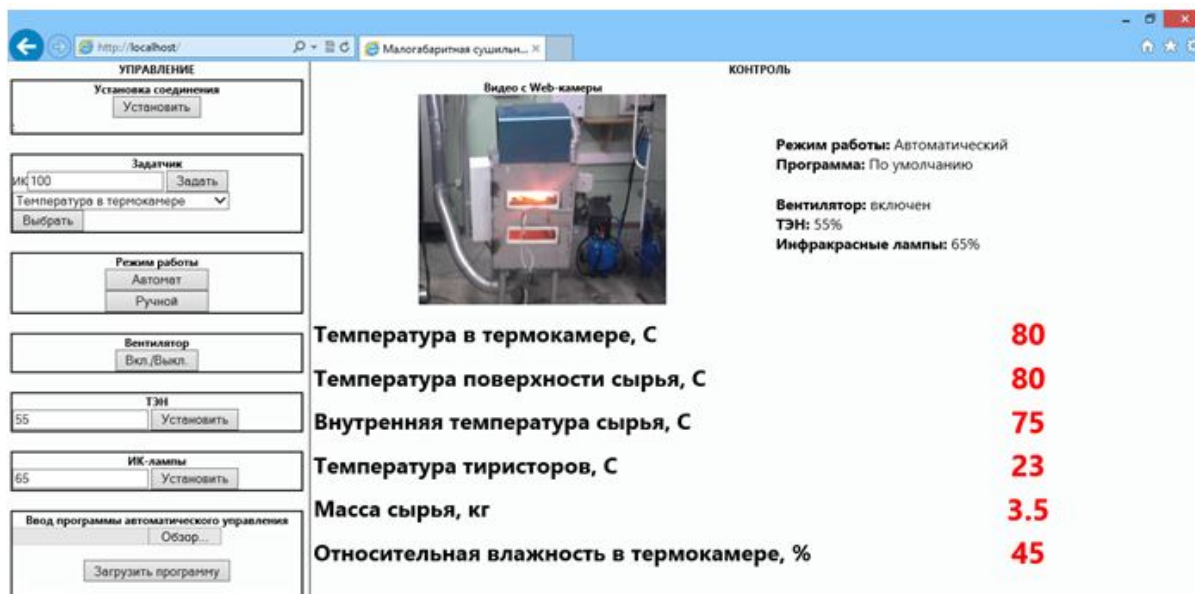 http://localhost/
Малогабаритная сушильн...
УПРАВЛЕНИЕ
Установка соединения
Установить
Задатчик
ИК 100 Задать
Температура в термокамере
Выбрать
Режим работы
Автомат
Ручной
Вентилятор
Вкл./Выкл.
ТЭН
55 Установить
ИК-лампы
65 Установить
Ввод программы автоматического управления
Обзор...
Загрузить программу
КОНТРОЛЬ
Видео с Web-камеры
Режим работы: Автоматический
Программа: По умолчанию
Вентилятор: включен
ТЭН: 55%
Инфракрасные лампы: 65%
Температура в термокамере, С 80
Температура поверхности сырья, С 80
Внутренняя температура сырья, С 75
Температура тиристоров, С 23
Масса сырья, кг 3.5
Относительная влажность в термокамере, % 45